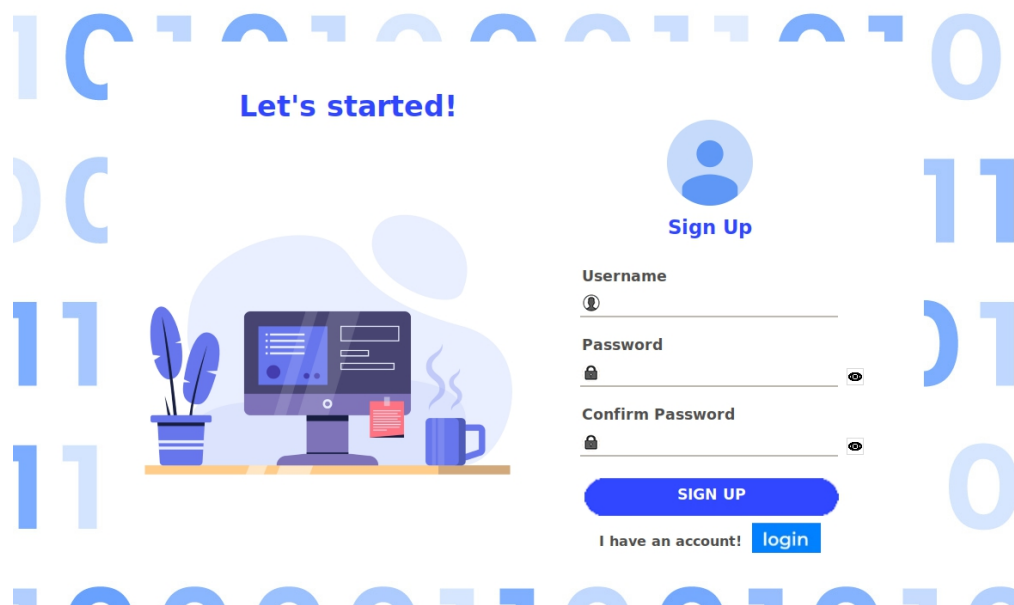 Let's started!
Sign Up
Username
Password
Confirm Password
SIGN UP
I have an account! login